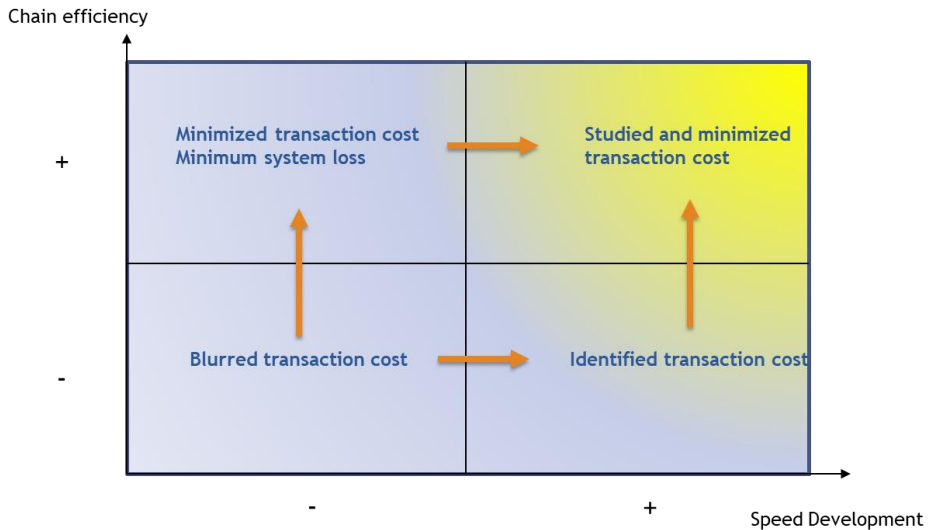 Chain efficiency
Minimized transaction cost
Minimum system loss
Studied and minimized
transaction cost
+
Blurred transaction cost
Identified transaction cost
-
-
+
Speed Development